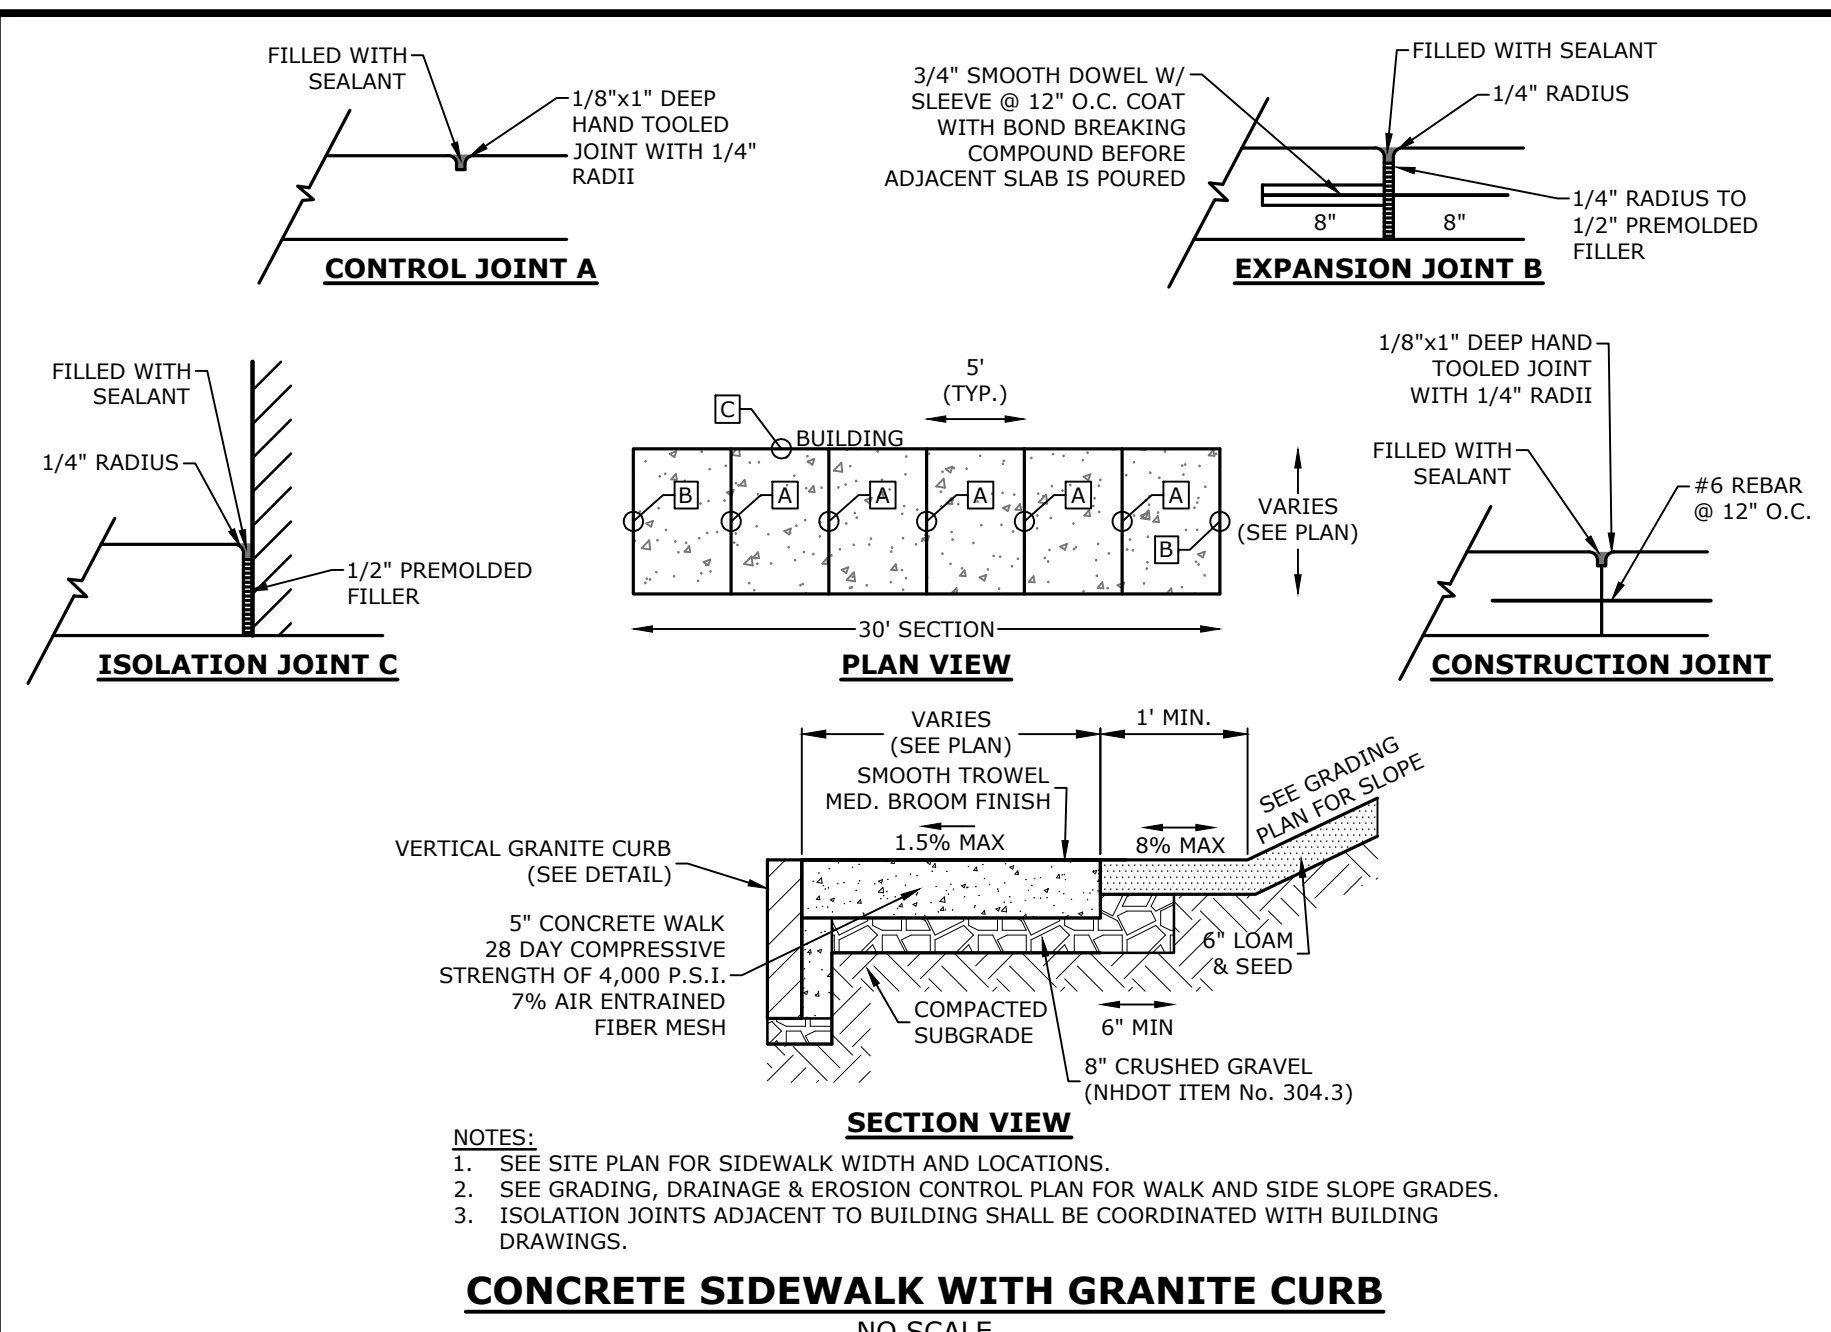 FILLED WITH
SEALANT
1/8"x1" DEEP
HAND TOOLED
JOINT WITH 1/4"
RADII
CONTROL JOINT A
3/4" SMOOTH DOWEL W/
SLEEVE @ 12" O.C. COAT
WITH BOND BREAKING
COMPOUND BEFORE
ADJACENT SLAB IS POURED
FILLED WITH SEALANT
1/4" RADIUS
1/4" RADIUS TO
1/2" PREMOLDED
FILLER
8"
8"
EXPANSION JOINT B
FILLED WITH
SEALANT
1/4" RADIUS
1/2" PREMOLDED
FILLER
ISOLATION JOINT C
5'
(TYP.)
C
BUILDING
B
A
A
A
A
A
B
VARIES
(SEE PLAN)
30' SECTION
PLAN VIEW
1/8"x1" DEEP HAND
TOOLED JOINT
WITH 1/4" RADII
FILLED WITH
SEALANT
#6 REBAR
@ 12" O.C.
CONSTRUCTION JOINT
VARIES
(SEE PLAN)
1' MIN.
SMOOTH TROWEL
MED. BROOM FINISH
SEE GRADING
PLAN FOR SLOPE
1.5% MAX
8% MAX
VERTICAL GRANITE CURB
(SEE DETAIL)
5" CONCRETE WALK
28 DAY COMPRESSIVE
STRENGTH OF 4,000 P.S.I.
7% AIR ENTRAINED
FIBER MESH
6" LOAM
& SEED
COMPACTED
SUBGRADE
6" MIN
8" CRUSHED GRAVEL
(NHDOT ITEM No. 304.3)
SECTION VIEW
NOTES:
1. SEE SITE PLAN FOR SIDEWALK WIDTH AND LOCATIONS.
2. SEE GRADING, DRAINAGE & EROSION CONTROL PLAN FOR WALK AND SIDE SLOPE GRADES.
3. ISOLATION JOINTS ADJACENT TO BUILDING SHALL BE COORDINATED WITH BUILDING
DRAWINGS.
CONCRETE SIDEWALK WITH GRANITE CURB
NO SCALE